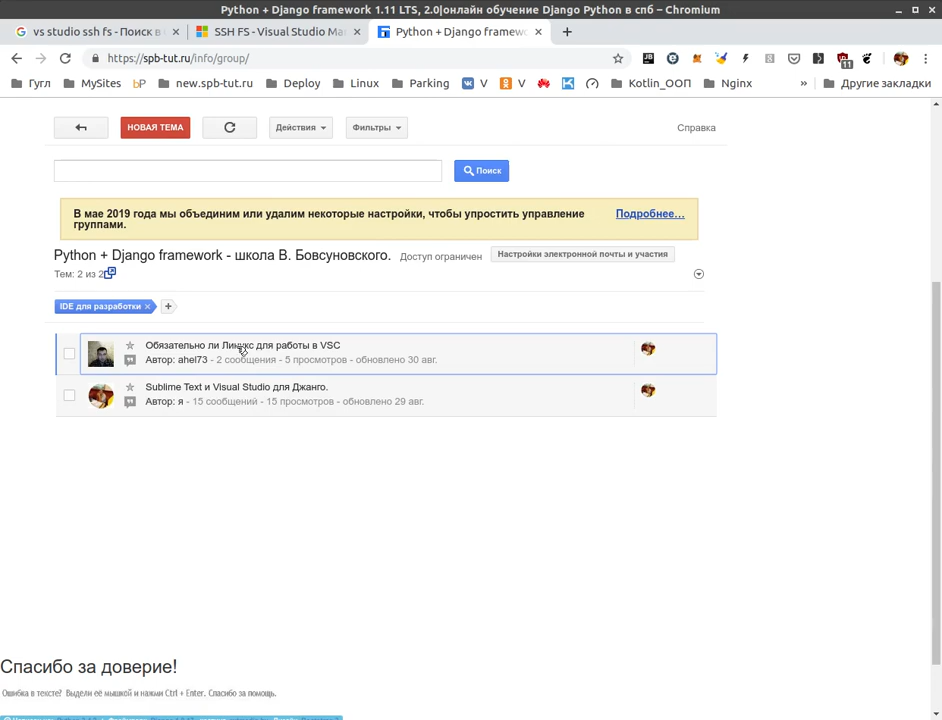 Python + Django framework 1.11 LTS, 2.0|онлайн обучение Django Python в спб – Chromium
vs studio ssh fs - Поиск в
SSH FS - Visual Studio Ma
Python + Django framew
https://spb-tut.ru/info/group/
11
Гугл
MySites
bP
new.spb-tut.ru
Deploy
Linux
Parking
V
V
Kotlin_ООП
Nginx
»
Другие закладки
НОВАЯ ТЕМА
Действия
Фильтры
Справка
Поиск
В мае 2019 года мы объединим или удалим некоторые настройки, чтобы упростить управление
группами.
Подробнее…
Python + Django framework - школа В. Бовсуновского.
Доступ ограничен
Настройки электронной почты и участия
Тем: 2 из 2
IDE для разработки ×
+
Обязательно ли Линукс для работы в VSC
Автор: ahel73 - 2 сообщения - 5 просмотров - обновлено 30 авг.
Sublime Text и Visual Studio для Джанго.
Автор: я - 15 сообщений - 15 просмотров - обновлено 29 авг.
Спасибо за доверие!
Ошибка в тексте? Выдели её мышкой и нажми Ctrl + Enter. Спасибо за помощь.